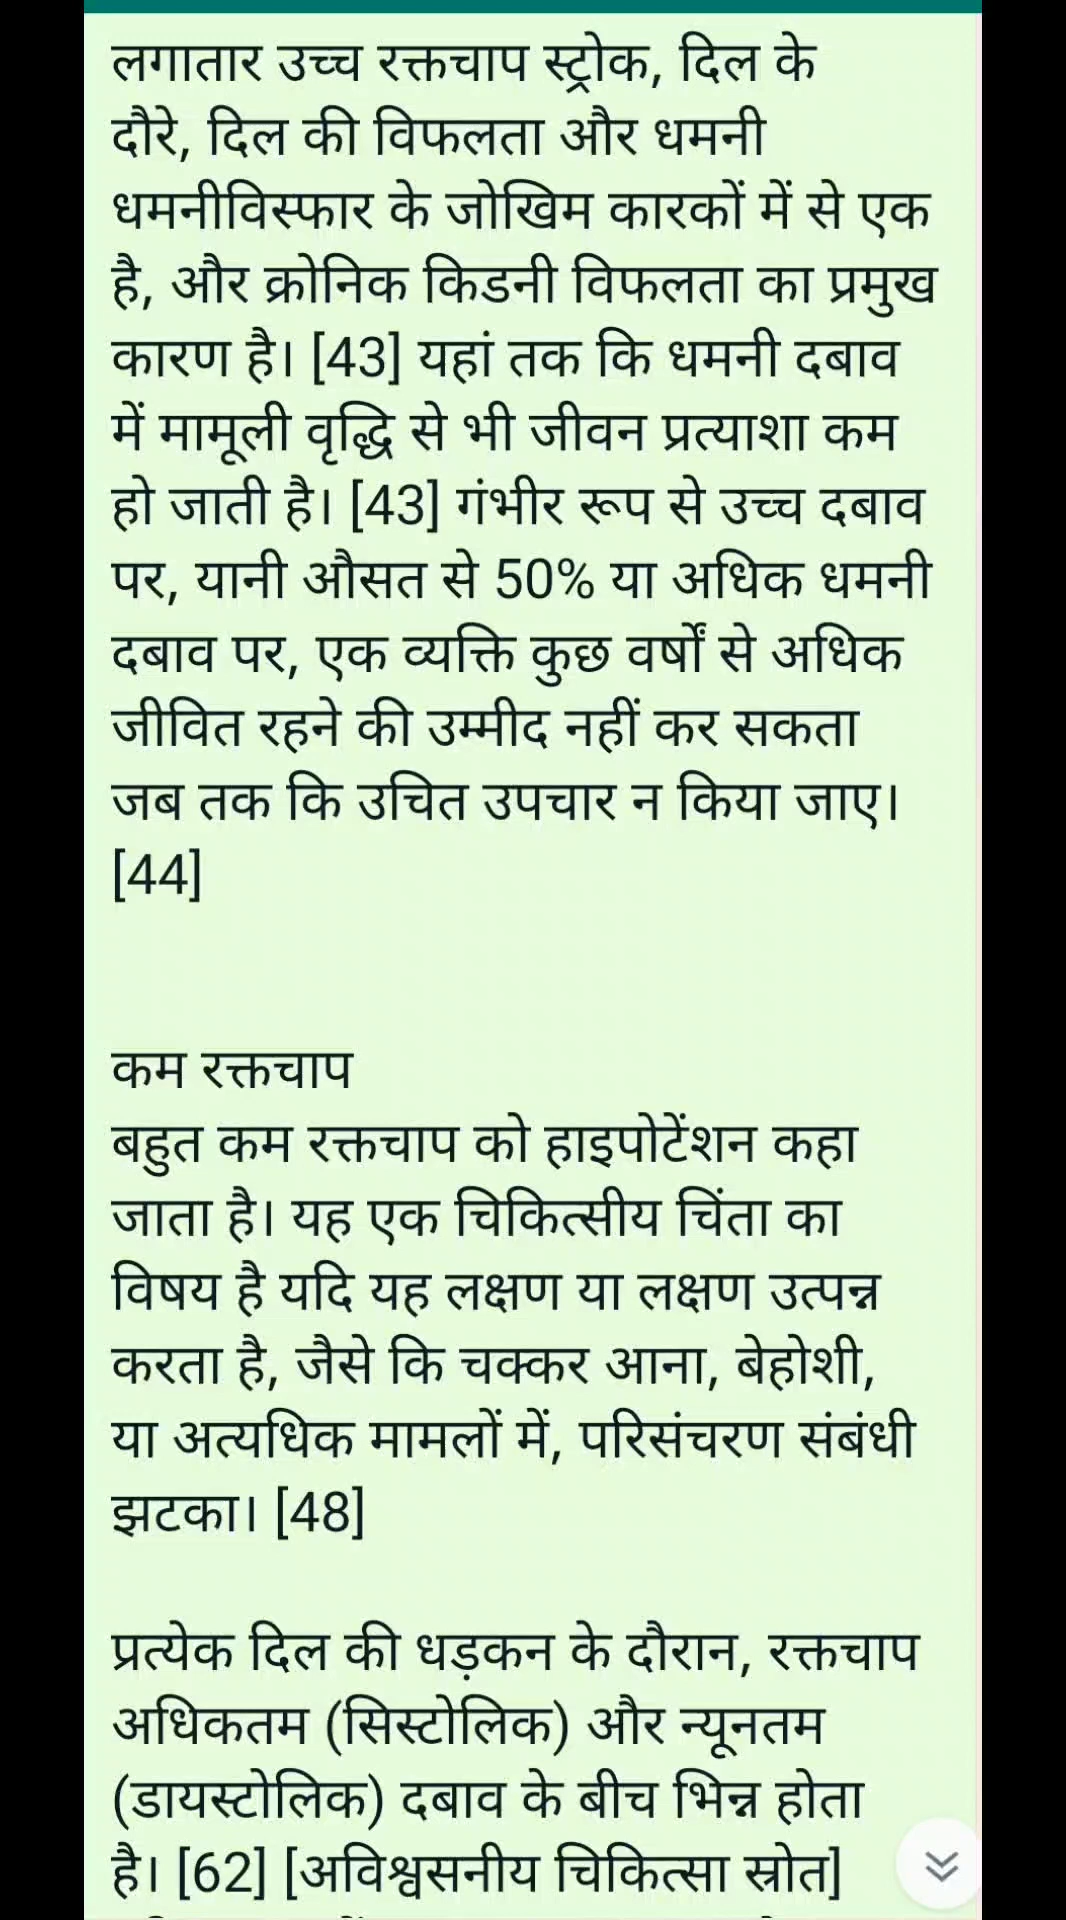 लगातार उच्च रक्तचाप स्ट्रोक, दिल के
दौरे, दिल की विफलता और धमनी
धमनीविस्फार के जोखिम कारकों में से एक
है, और क्रोनिक किडनी विफलता का प्रमुख
कारण है। [43] यहां तक कि धमनी दबाव
में मामूली वृद्धि से भी जीवन प्रत्याशा कम
हो जाती है। [43] गंभीर रूप से उच्च दबाव
पर, यानी औसत से 50% या अधिक धमनी
दबाव पर, एक व्यक्ति कुछ वर्षों से अधिक
जीवित रहने की उम्मीद नहीं कर सकता
जब तक कि उचित उपचार न किया जाए।
[44]
कम रक्तचाप
बहुत कम रक्तचाप को हाइपोटेंशन कहा
जाता है। यह एक चिकित्सीय चिंता का
विषय है यदि यह लक्षण या लक्षण उत्पन्न
करता है, जैसे कि चक्कर आना, बेहोशी,
या अत्यधिक मामलों में, परिसंचरण संबंधी
झटका। [48]
प्रत्येक दिल की धड़कन के दौरान, रक्तचाप
अधिकतम (सिस्टोलिक) और न्यूनतम
(डायस्टोलिक) दबाव के बीच भिन्न होता
है। [62] [अविश्वसनीय चिकित्सा स्रोत]